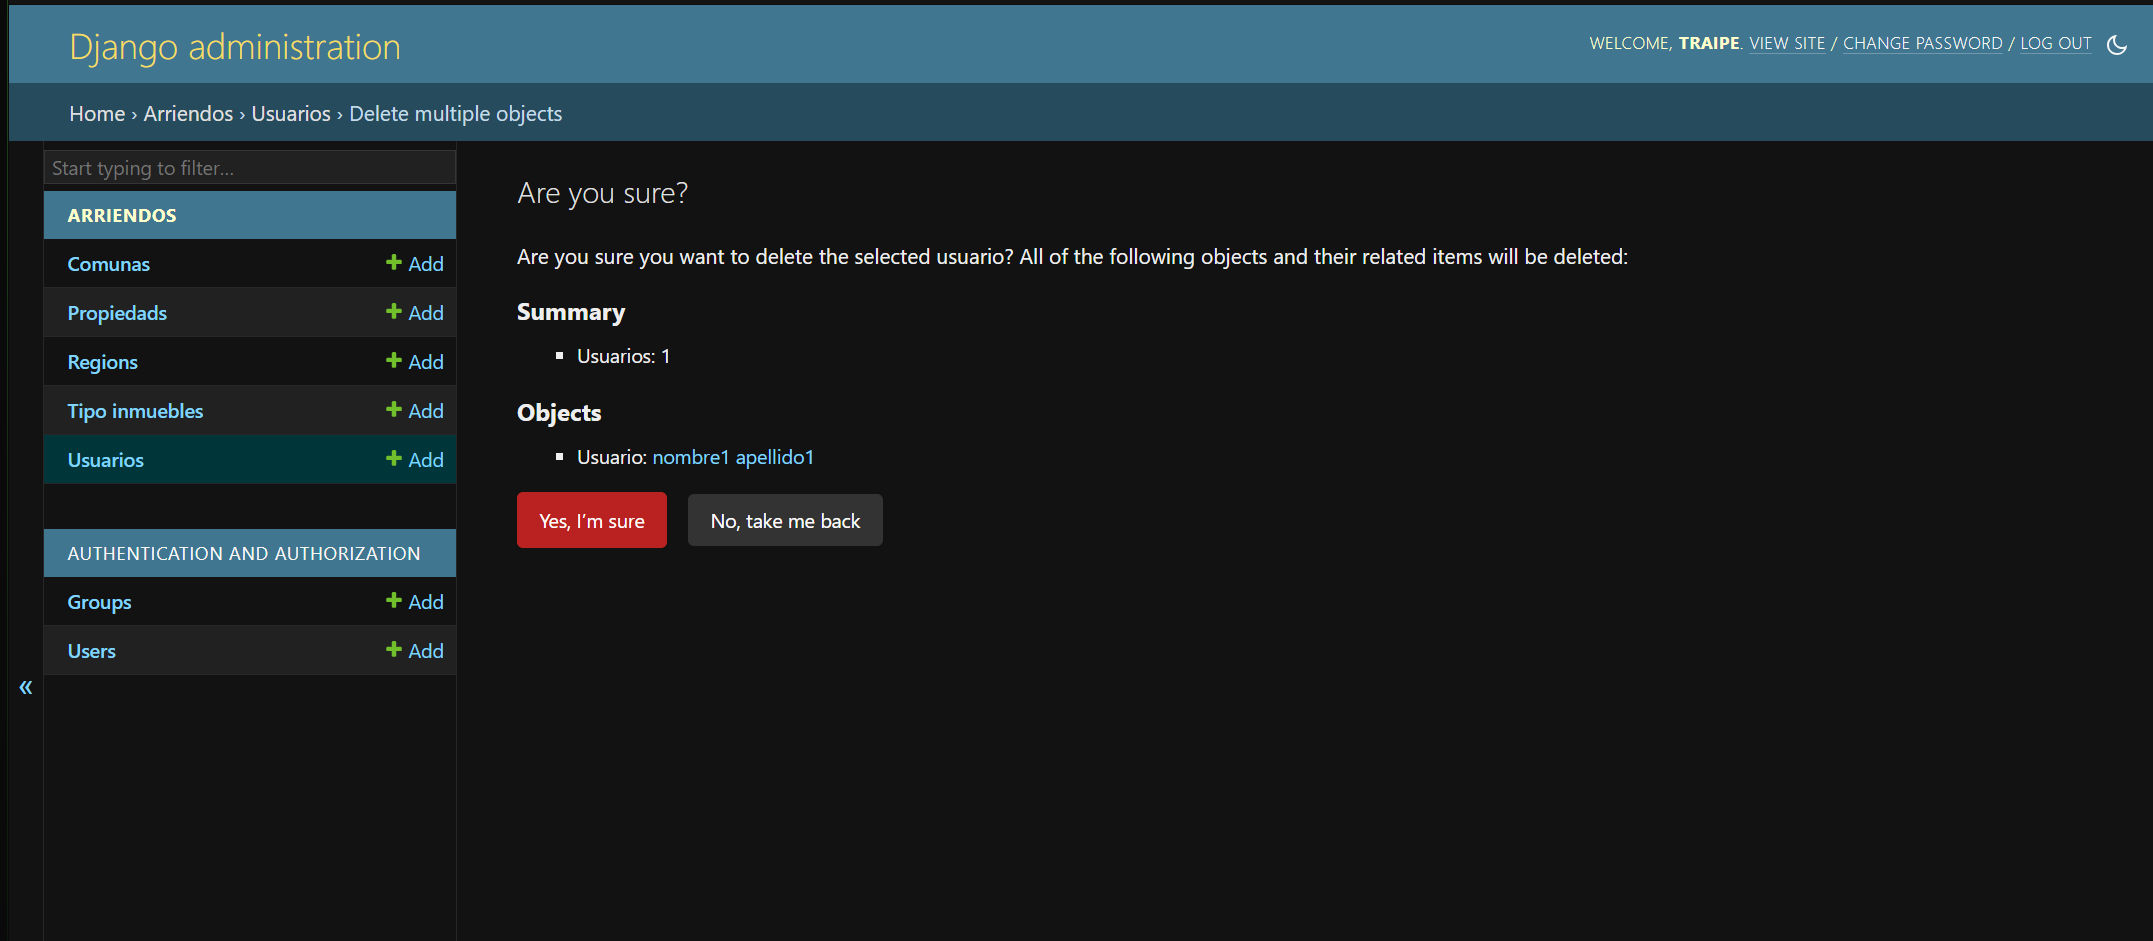 Django administration
WELCOME, TRAIPE. VIEW SITE / CHANGE PASSWORD / LOG OUT
Home › Arriendos › Usuarios › Delete multiple objects
Start typing to filter...
ARRIENDOS
Comunas + Add
Propiedads + Add
Regions + Add
Tipo inmuebles + Add
Usuarios + Add
AUTHENTICATION AND AUTHORIZATION
Groups + Add
Users + Add
«
Are you sure?
Are you sure you want to delete the selected usuario? All of the following objects and their related items will be deleted:
Summary
Usuarios: 1
Objects
Usuario: nombre1 apellido1
Yes, I’m sure
No, take me back